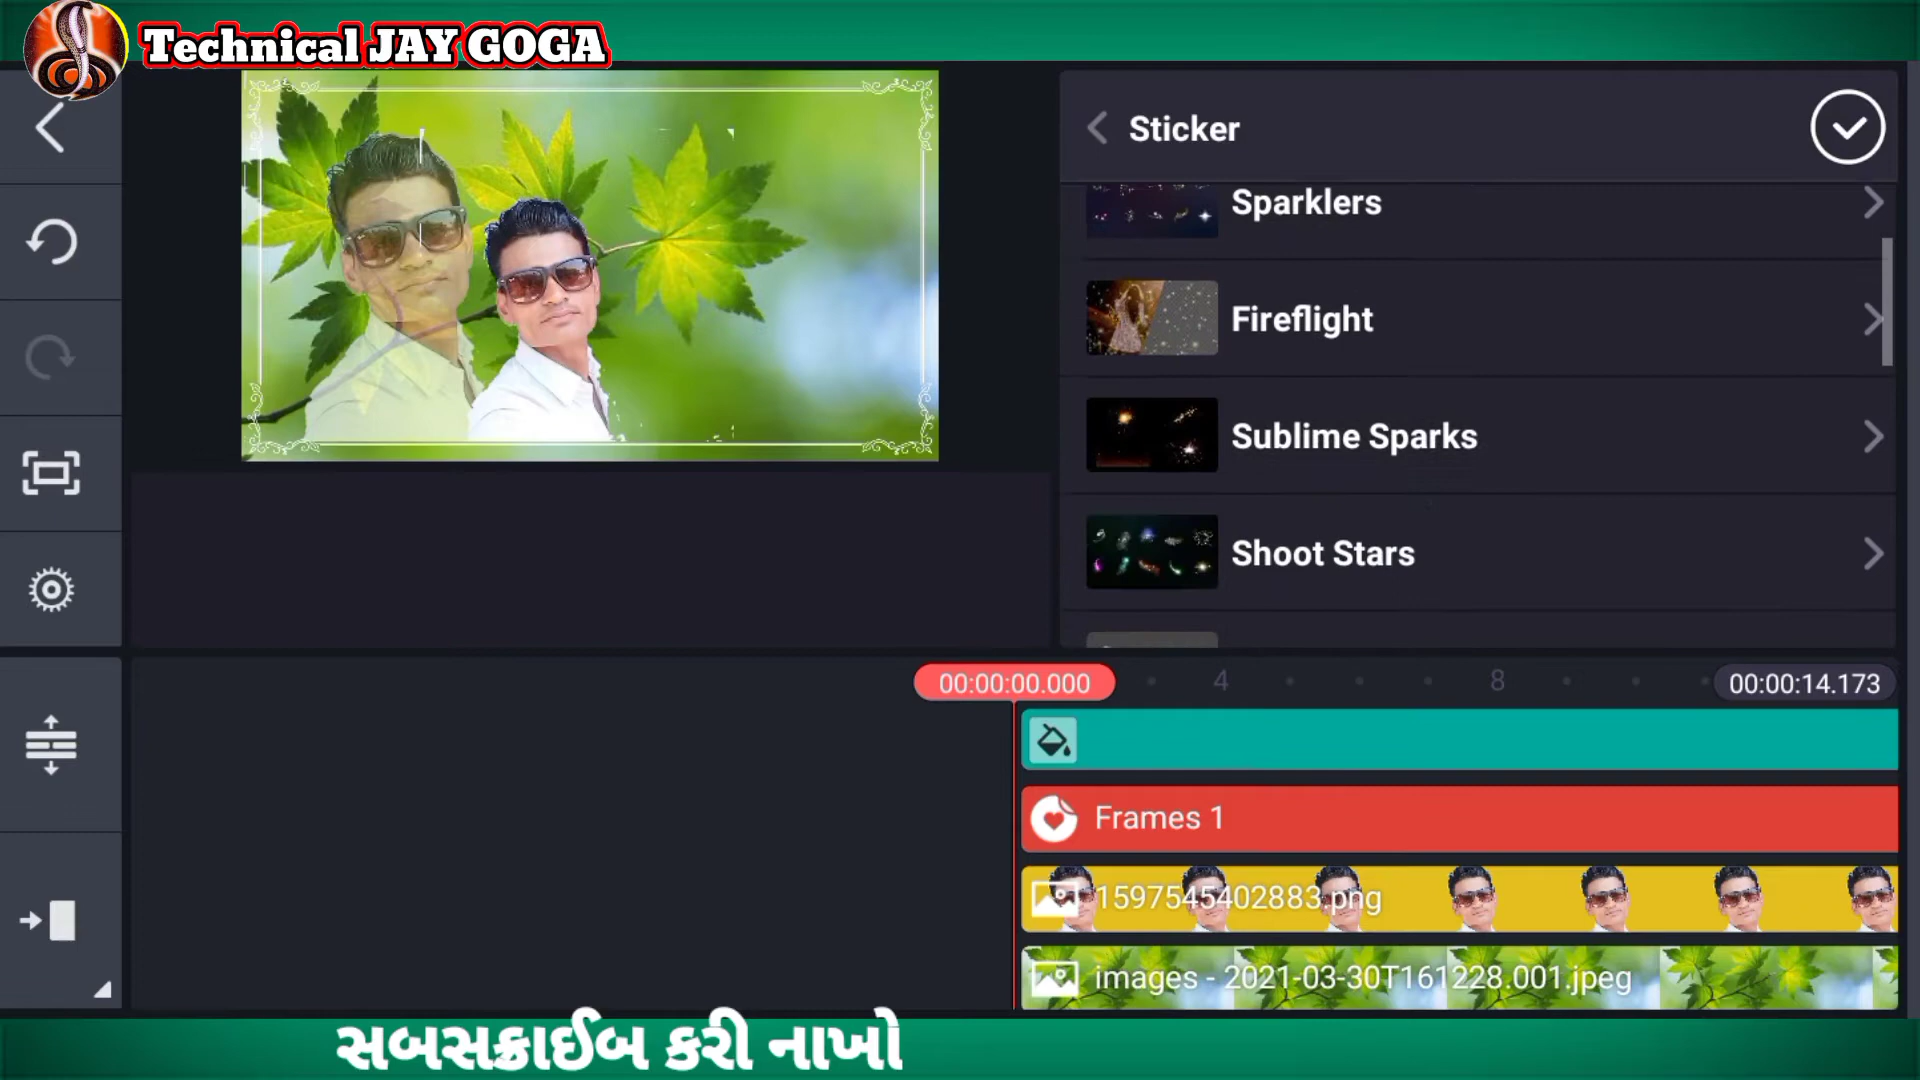 Technical JAY GOGA
Sticker
Sparklers
Fireflight
Sublime Sparks
Shoot Stars
00:00:00.000
4
8
00:00:14.173
Frames 1
1597545402883.png
images - 2021-03-30T161228.001.jpeg
સબસક્રાઈબ કરી નાખો